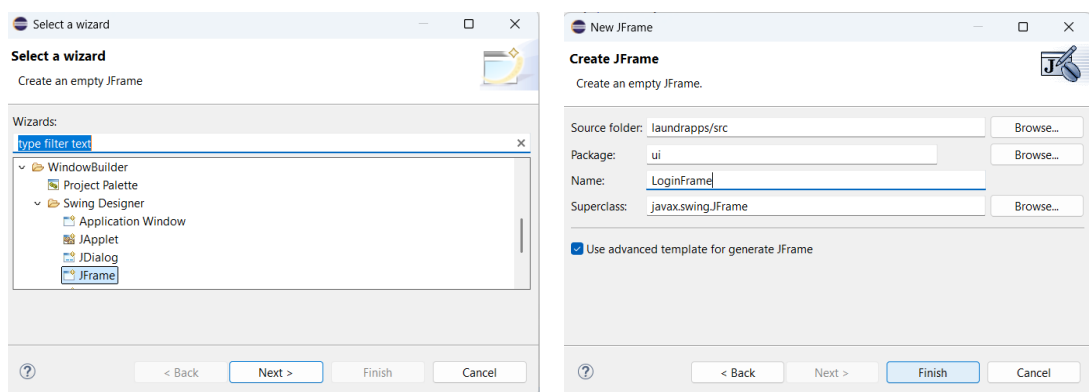 Select a wizard
Select a wizard
Create an empty JFrame
Wizards:
type filter text
WindowBuilder
Project Palette
Swing Designer
Application Window
JApplet
JDialog
JFrame
< Back Next > Finish Cancel
New JFrame
Create JFrame
Create an empty JFrame.
Source folder: laundrapps/src Browse...
Package: ui Browse...
Name: LoginFrame
Superclass: javax.swing.JFrame Browse...
Use advanced template for generate JFrame
< Back Next > Finish Cancel